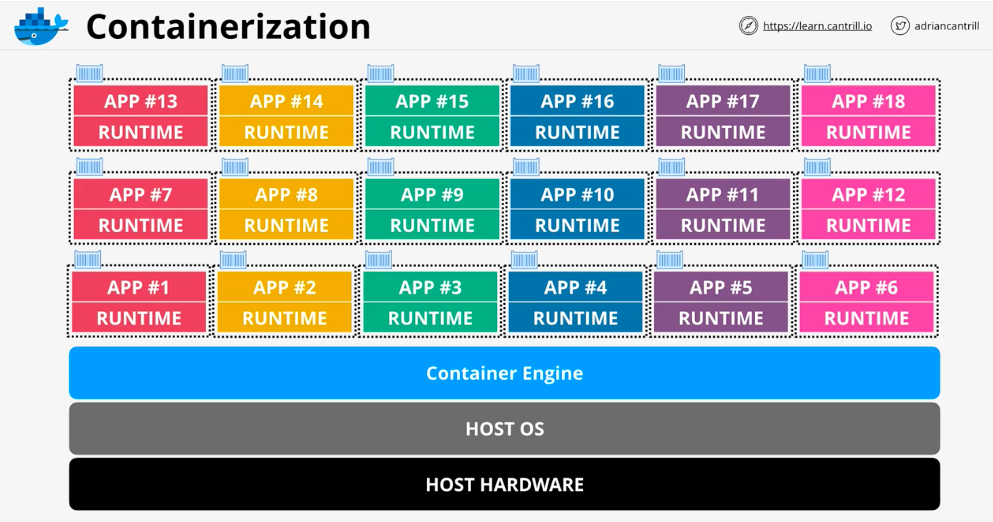 Containerization
https://learn.cantrill.io
adriancantrill
APP #13
RUNTIME
APP #14
RUNTIME
APP #15
RUNTIME
APP #16
RUNTIME
APP #17
RUNTIME
APP #18
RUNTIME
APP #7
RUNTIME
APP #8
RUNTIME
APP #9
RUNTIME
APP #10
RUNTIME
APP #11
RUNTIME
APP #12
RUNTIME
APP #1
RUNTIME
APP #2
RUNTIME
APP #3
RUNTIME
APP #4
RUNTIME
APP #5
RUNTIME
APP #6
RUNTIME
Container Engine
HOST OS
HOST HARDWARE